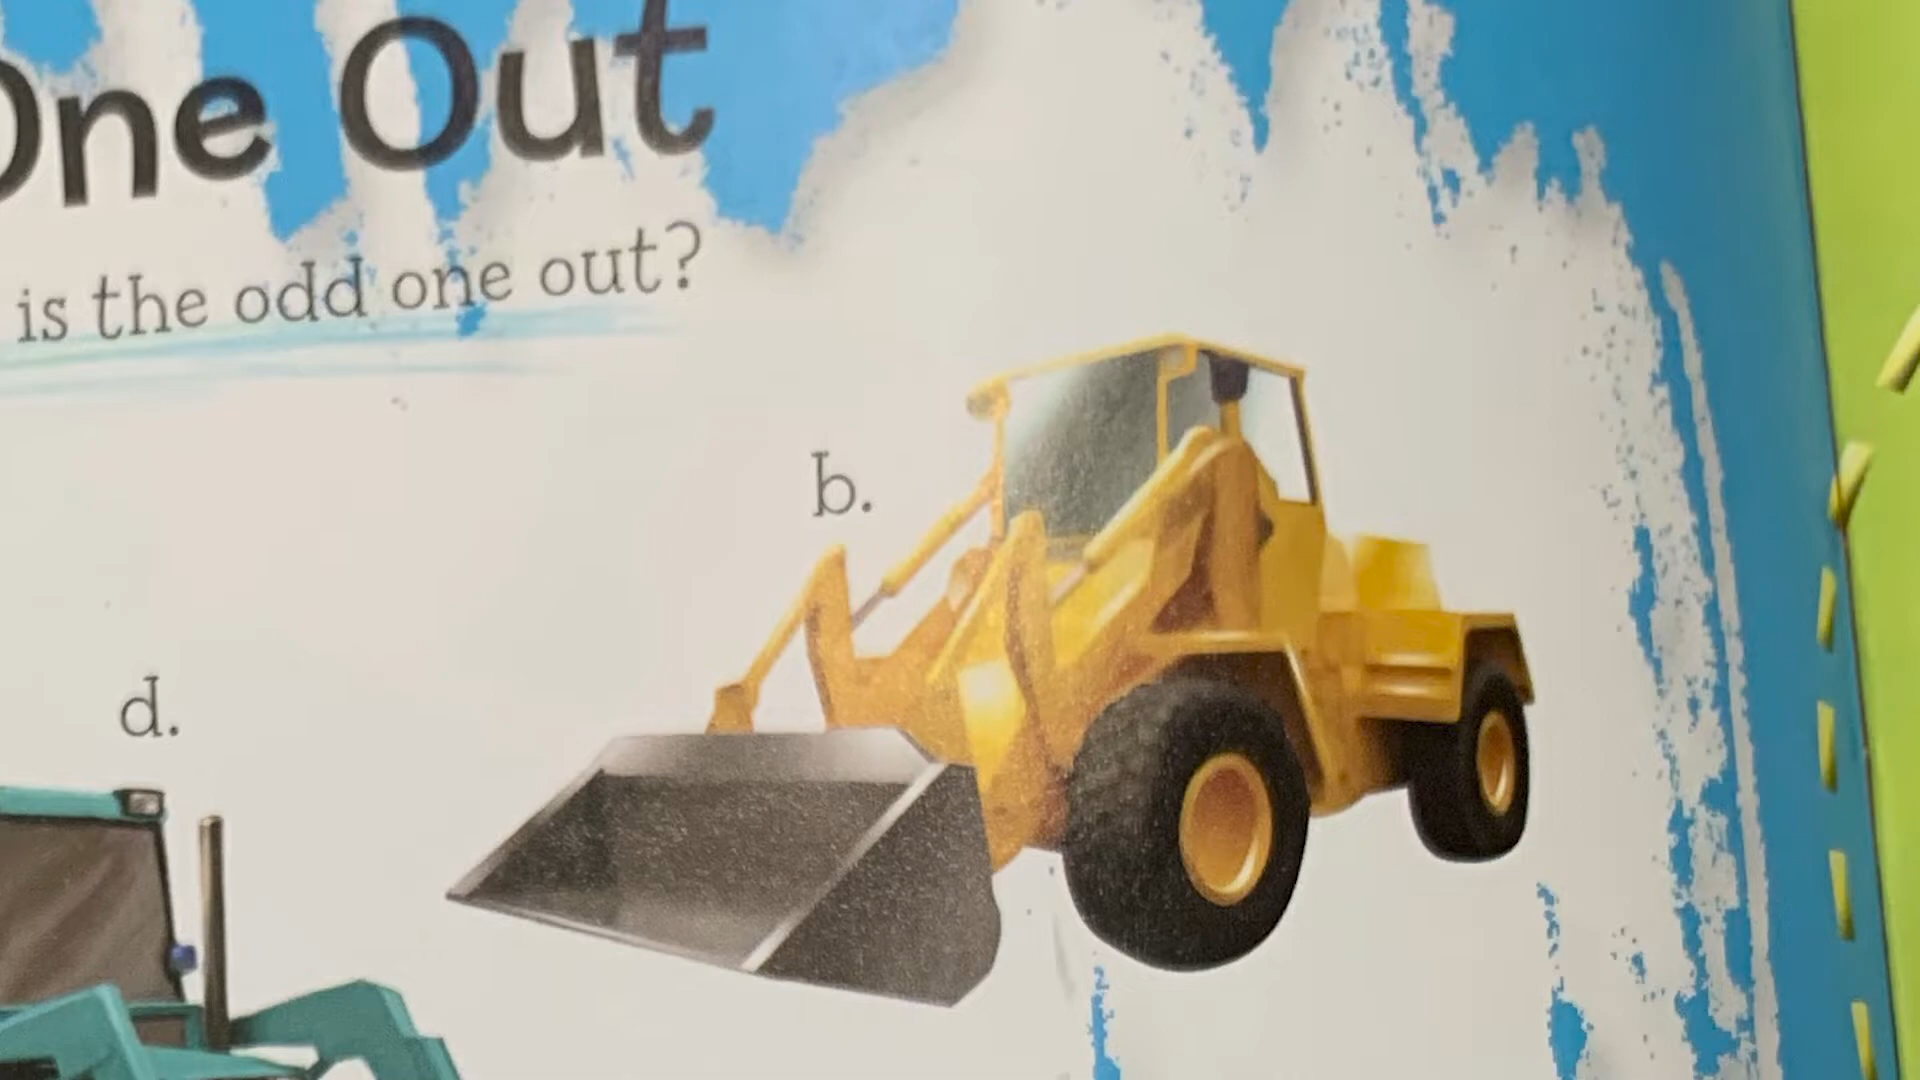 One Out
is the odd one out?
b.
d.